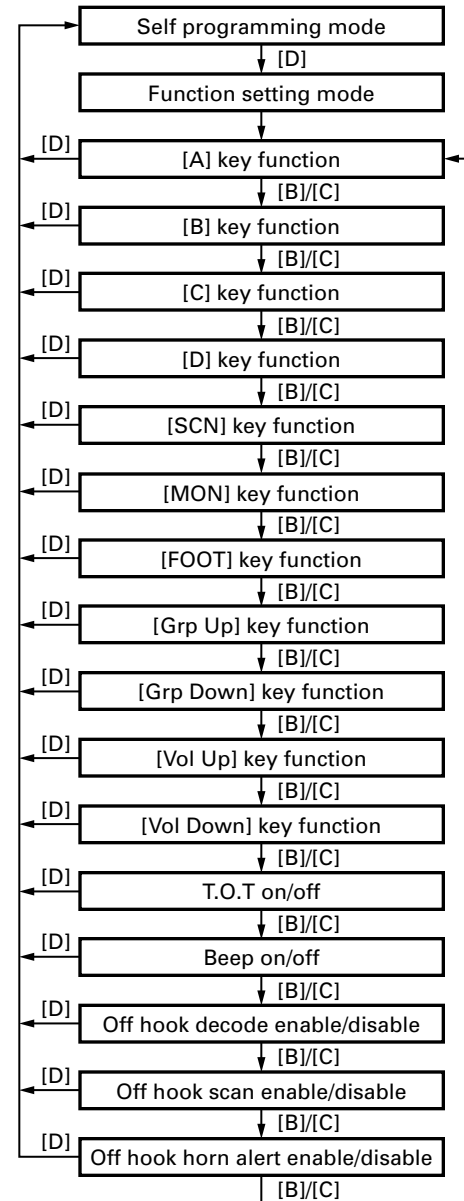 Self programming mode
[D]
Function setting mode
[D]
[A] key function
[B]/[C]
[D]
[B] key function
[B]/[C]
[D]
[C] key function
[B]/[C]
[D]
[D] key function
[B]/[C]
[D]
[SCN] key function
[B]/[C]
[D]
[MON] key function
[B]/[C]
[D]
[FOOT] key function
[B]/[C]
[D]
[Grp Up] key function
[B]/[C]
[D]
[Grp Down] key function
[B]/[C]
[D]
[Vol Up] key function
[B]/[C]
[D]
[Vol Down] key function
[B]/[C]
[D]
T.O.T on/off
[B]/[C]
[D]
Beep on/off
[B]/[C]
[D]
Off hook decode enable/disable
[B]/[C]
[D]
Off hook scan enable/disable
[B]/[C]
[D]
Off hook horn alert enable/disable
[B]/[C]